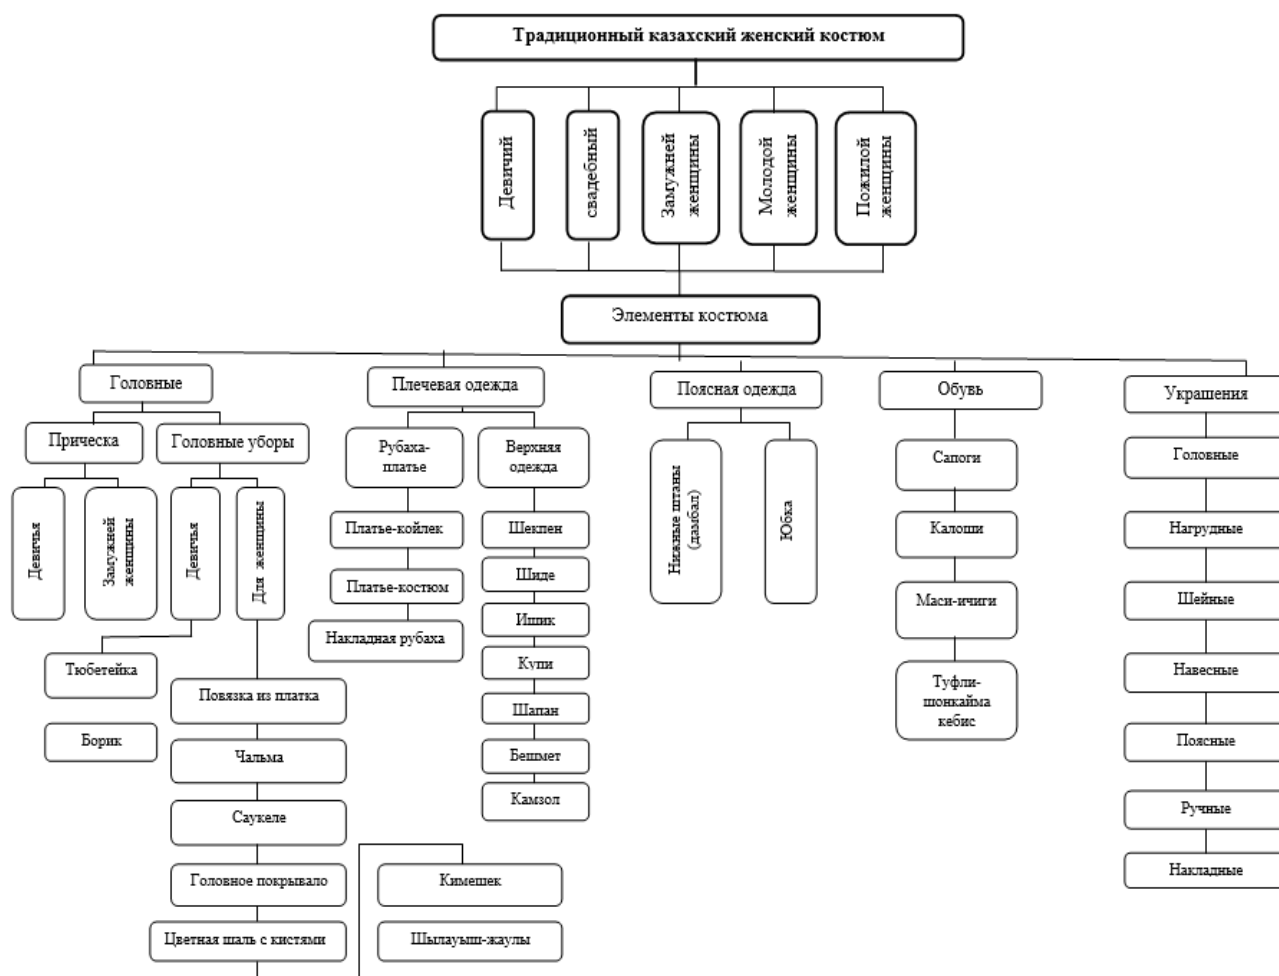 Традиционный казахский женский костюм
Девичий
свадебный
Замужней
женщины
Молодой
женщины
Пожилой
женщины
Элементы костюма
Головные
Прическа
Девичья
Замужней
женщины
Головные уборы
Девичья
Тюбетейка
Борик
Для женщины
Повязка из платка
Чальма
Саукеле
Головное покрывало
Цветная шаль с кистями
Кимешек
Шылауыш-жаулы
Плечевая одежда
Рубаха-
платье
Платье-койлек
Платье-костюм
Накладная рубаха
Верхняя
одежда
Шекпен
Шиде
Ишик
Купи
Шапан
Бешмет
Камзол
Поясная одежда
Нижные штаны
(дамбал)
Юбка
Обувь
Сапоги
Калоши
Маси-ичиги
Туфли-
шонкайма
кебис
Украшения
Головные
Нагрудные
Шейные
Навесные
Поясные
Ручные
Накладные